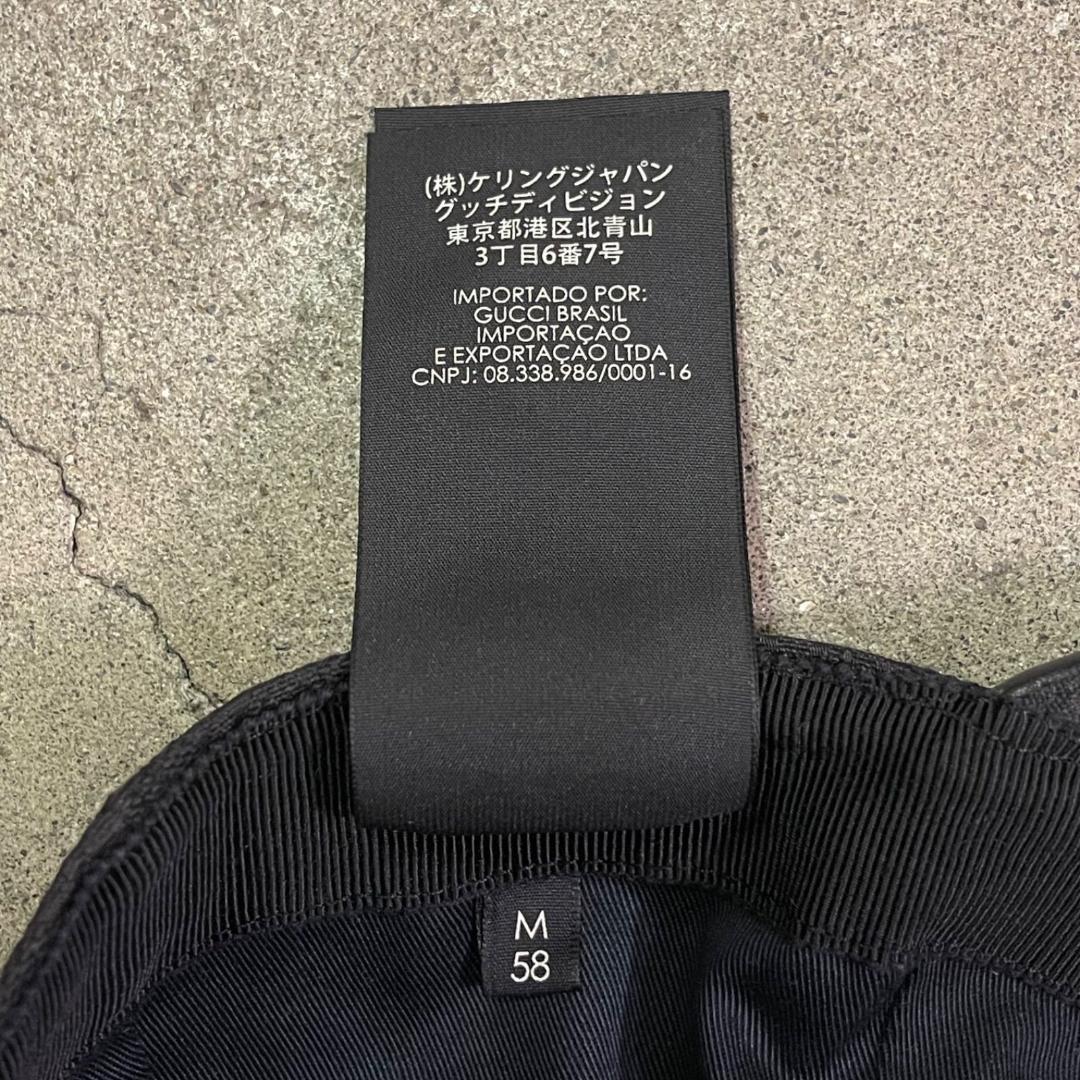 (株)ケリングジャパン
グッチディビジョン
東京都港区北青山
3丁目6番7号
IMPORTADO POR:
GUCCI BRASIL
IMPORTAÇAO
E EXPORTAÇAO LTDA
CNPJ: 08.338.986/0001-16
M
58